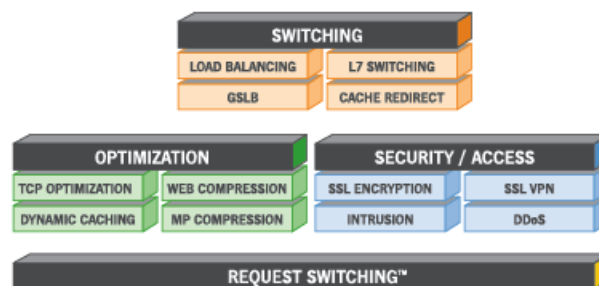 SWITCHING
LOAD BALANCING
L7 SWITCHING
GSLB
CACHE REDIRECT
OPTIMIZATION
SECURITY / ACCESS
TCP OPTIMIZATION
WEB COMPRESSION
SSL ENCRYPTION
SSL VPN
DYNAMIC CACHING
MP COMPRESSION
INTRUSION
DDoS
REQUEST SWITCHING™